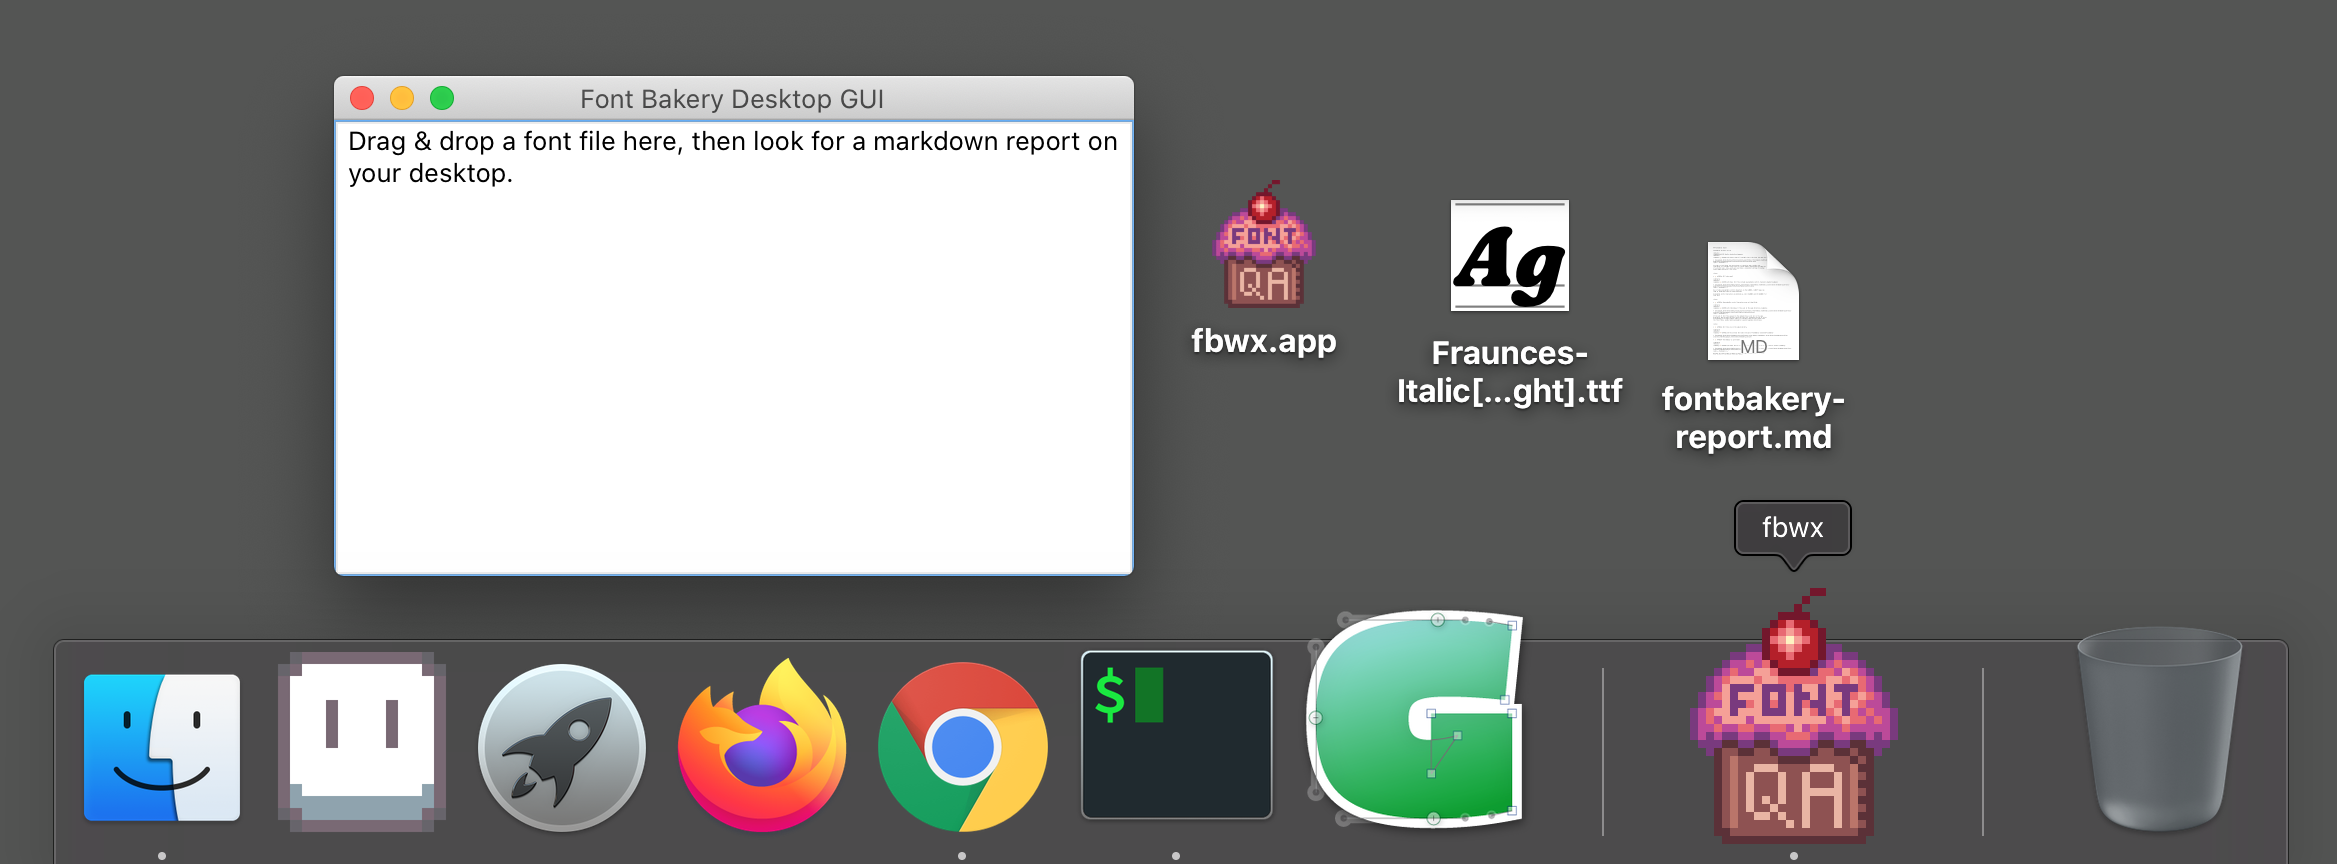 Font Bakery Desktop GUI
Drag & drop a font file here, then look for a markdown report on
your desktop.
FONT
QA
fbwx.app
Ag
Fraunces-
Italic[...ght].ttf
MD
fontbakery-
report.md
fbwx
$
FONT
QA